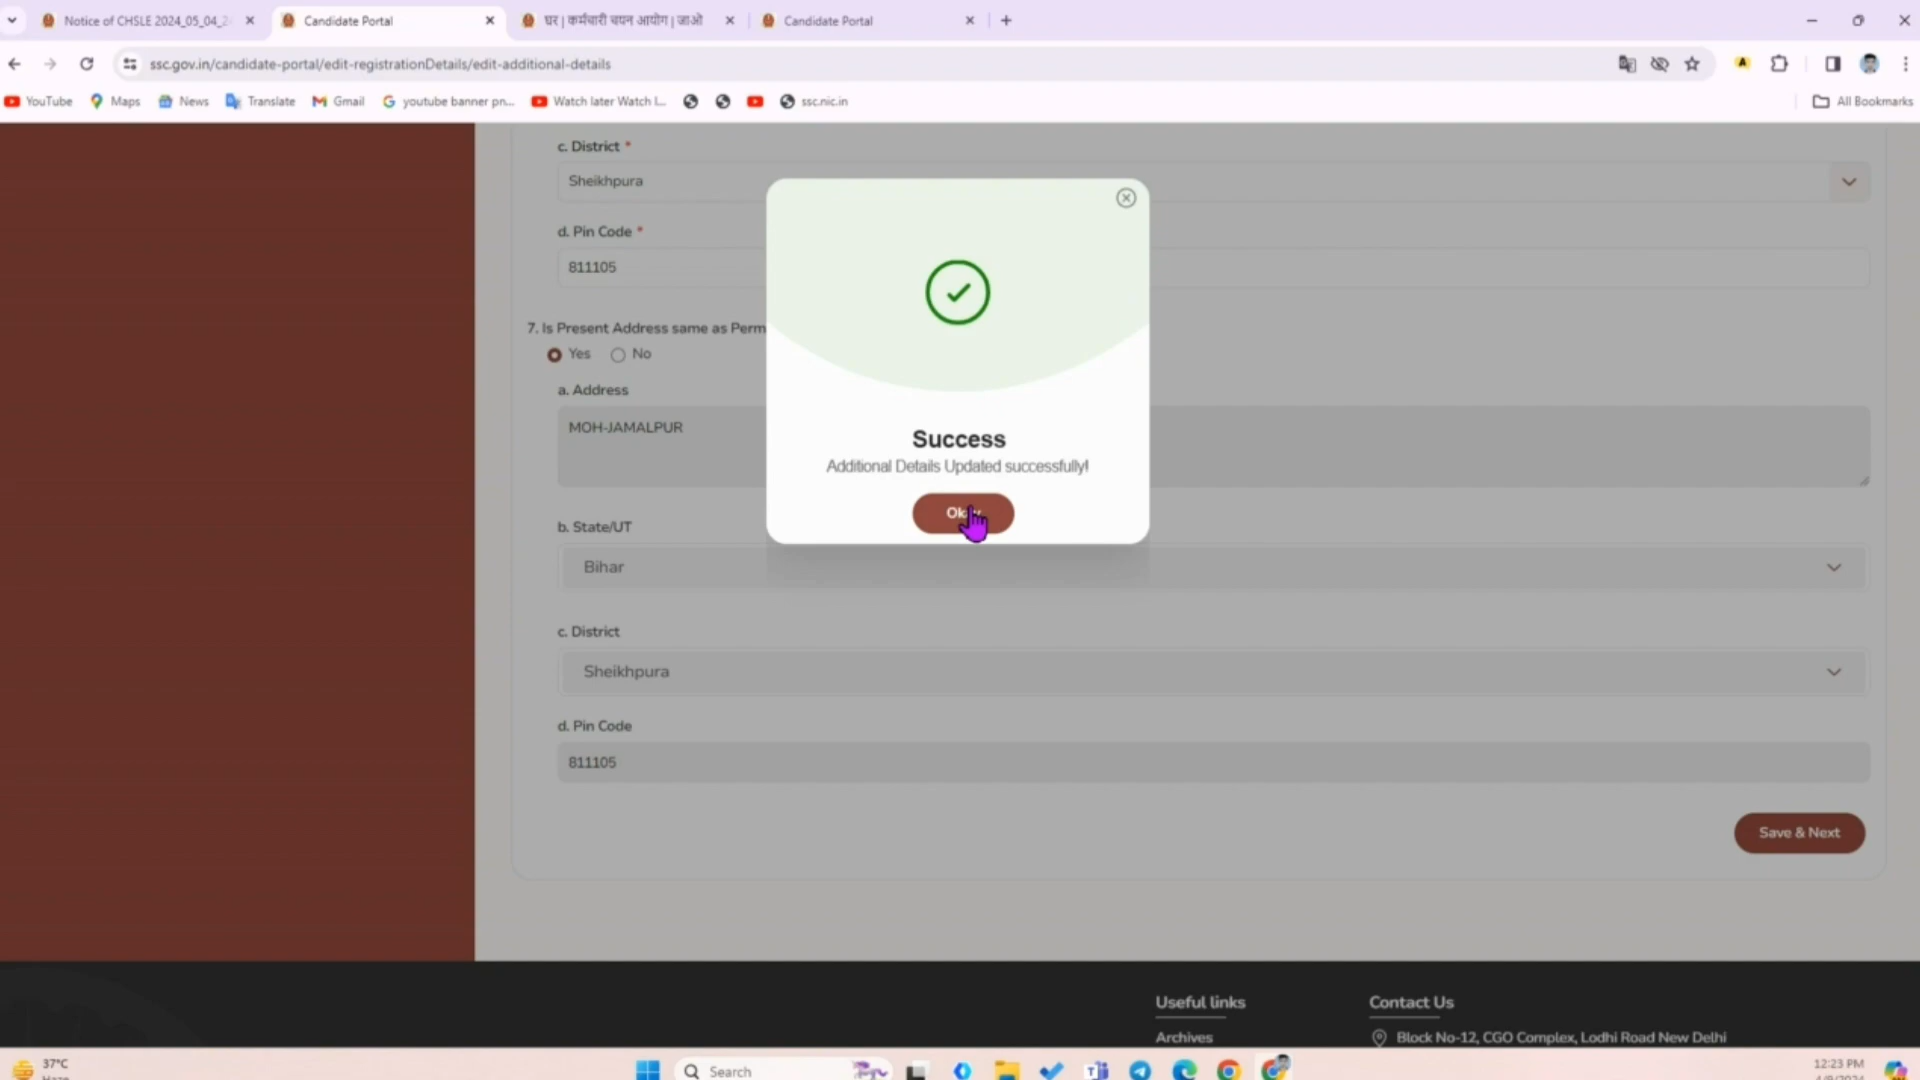 Notice of CHSLE 2024_05_04_2
Candidate Portal
घर | कर्मचारी चयन आयोग | जाओ
Candidate Portal
ssc.gov.in/candidate-portal/edit-registrationDetails/edit-additional-details
YouTube
Maps
News
Translate
Gmail
youtube banner pn...
Watch later Watch l...
ssc.nic.in
All Bookmarks
c. District *
Sheikhpura
d. Pin Code *
811105
7. Is Present Address same as Perm
Yes
No
a. Address
MOH-JAMALPUR
Success
Additional Details Updated successfully!
b. State/UT
Bihar
c. District
Sheikhpura
d. Pin Code
811105
Save & Next
Useful links
Contact Us
Archives
Block No-12, CGO Complex, Lodhi Road New Delhi
37°C
Search
12:23 PM